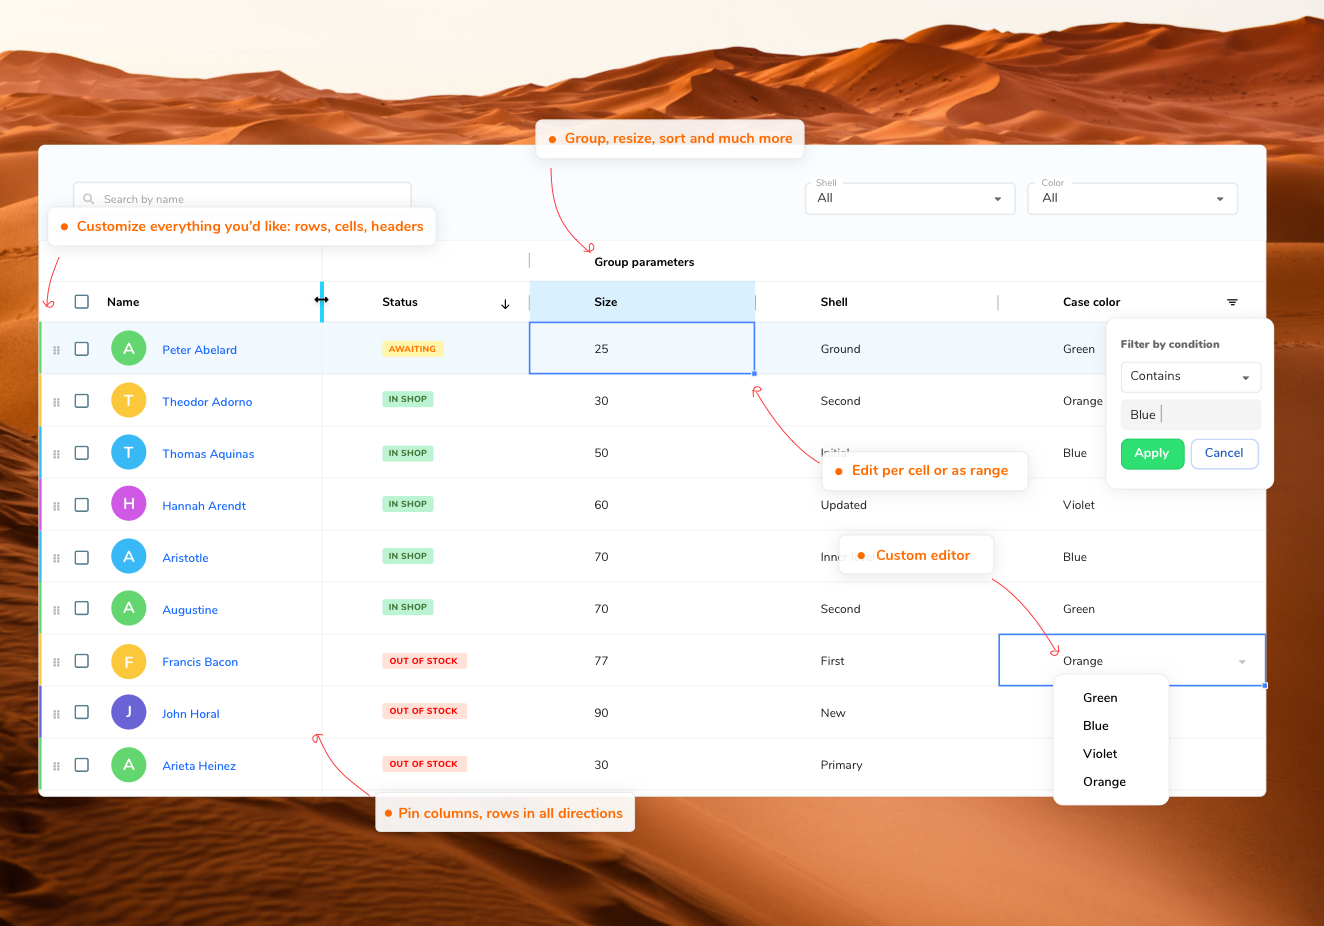 Group, resize, sort and much more
Search by name
Shell
All
Color
All
Customize everything you'd like: rows, cells, headers
Group parameters
Name
Status
Size
Shell
Case color
A
Peter Abelard
AWAITING
25
Ground
Green
T
Theodor Adorno
IN SHOP
30
Second
Orange
T
Thomas Aquinas
IN SHOP
50
Initial
Blue
H
Hannah Arendt
IN SHOP
60
Updated
Violet
A
Aristotle
IN SHOP
70
Inner
Blue
A
Augustine
IN SHOP
70
Second
Green
F
Francis Bacon
OUT OF STOCK
77
First
Orange
J
John Horal
OUT OF STOCK
90
New
A
Arieta Heinez
OUT OF STOCK
30
Primary
Filter by condition
Contains
Blue
Apply
Cancel
Edit per cell or as range
Custom editor
Green
Blue
Violet
Orange
Pin columns, rows in all directions